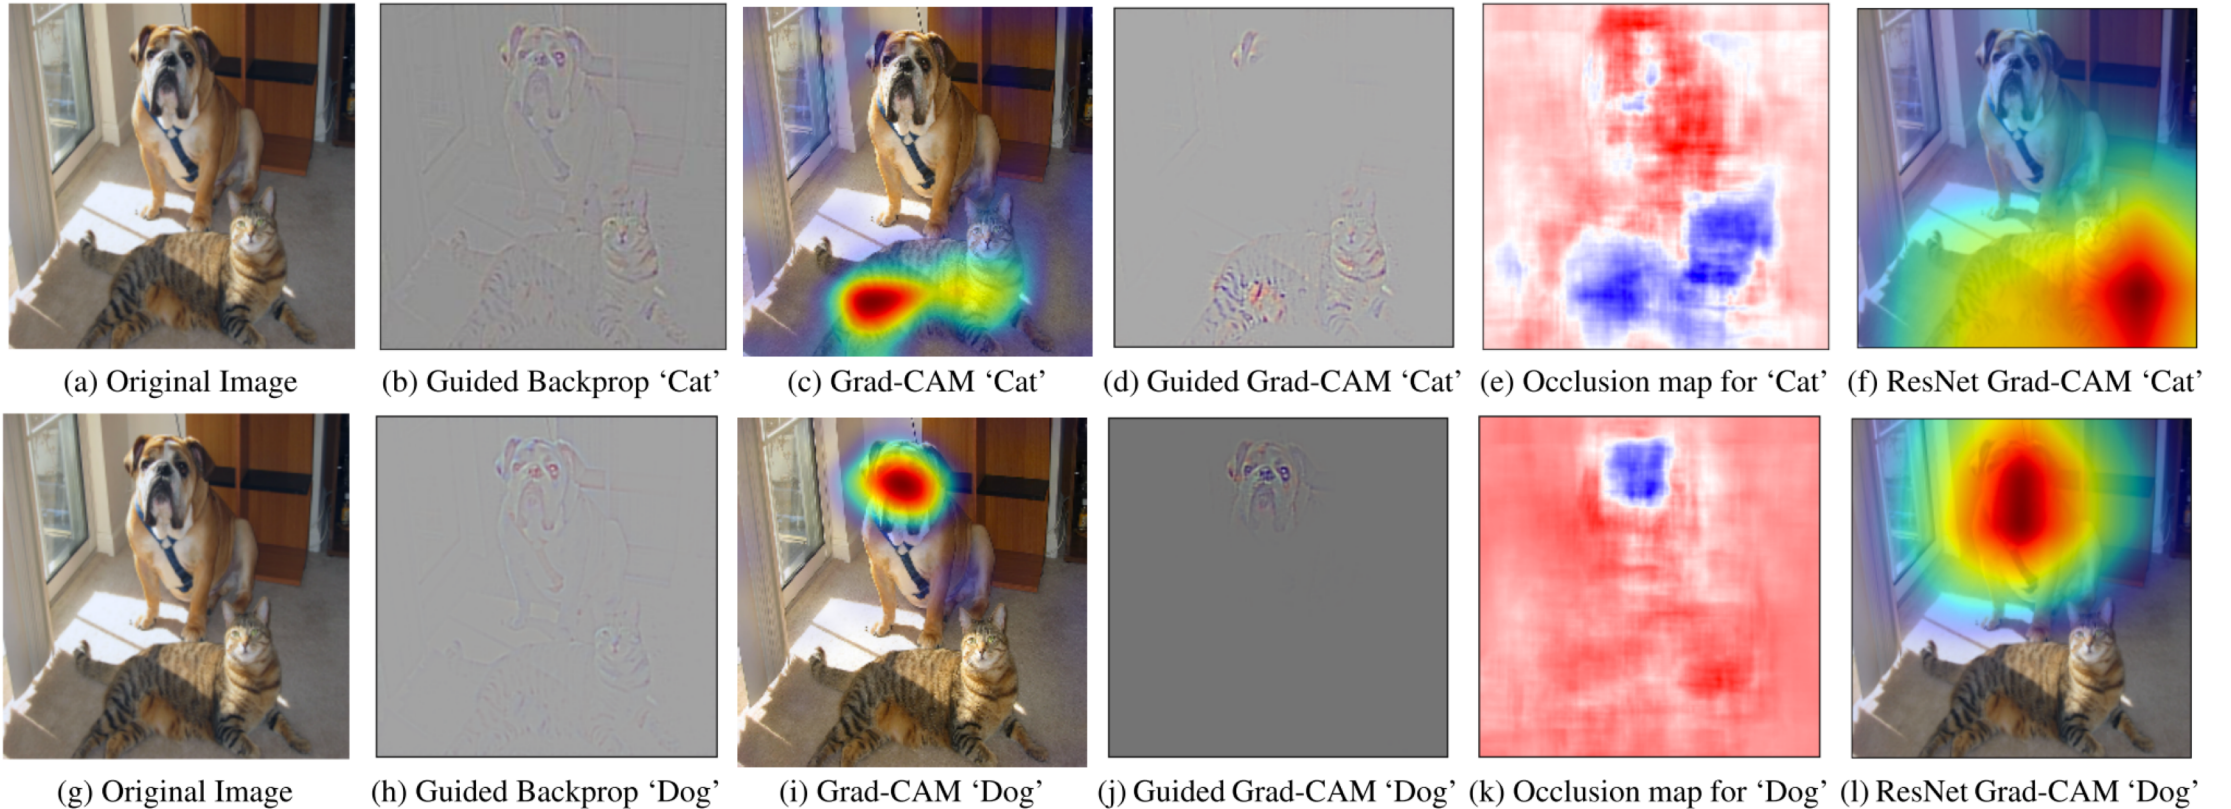 (a) Original Image
(b) Guided Backprop ‘Cat’
(c) Grad-CAM ‘Cat’
(d) Guided Grad-CAM ‘Cat’
(e) Occlusion map for ‘Cat’
(f) ResNet Grad-CAM ‘Cat’
(g) Original Image
(h) Guided Backprop ‘Dog’
(i) Grad-CAM ‘Dog’
(j) Guided Grad-CAM ‘Dog’
(k) Occlusion map for ‘Dog’
(l) ResNet Grad-CAM ‘Dog’